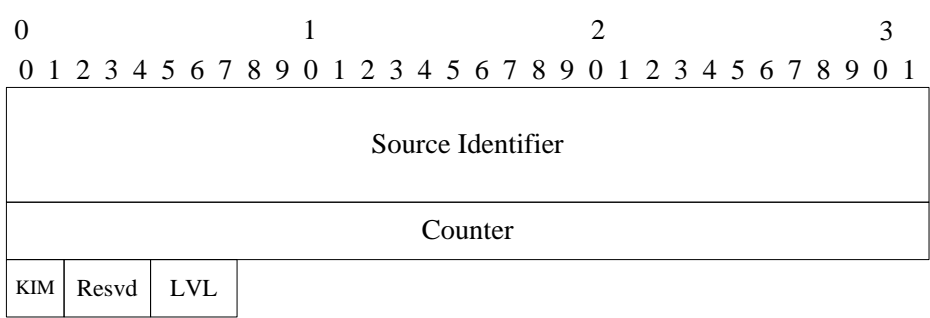 0 1 2 3
0 1 2 3 4 5 6 7 8 9 0 1 2 3 4 5 6 7 8 9 0 1 2 3 4 5 6 7 8 9 0 1
Source Identifier
Counter
KIM Resvd LVL